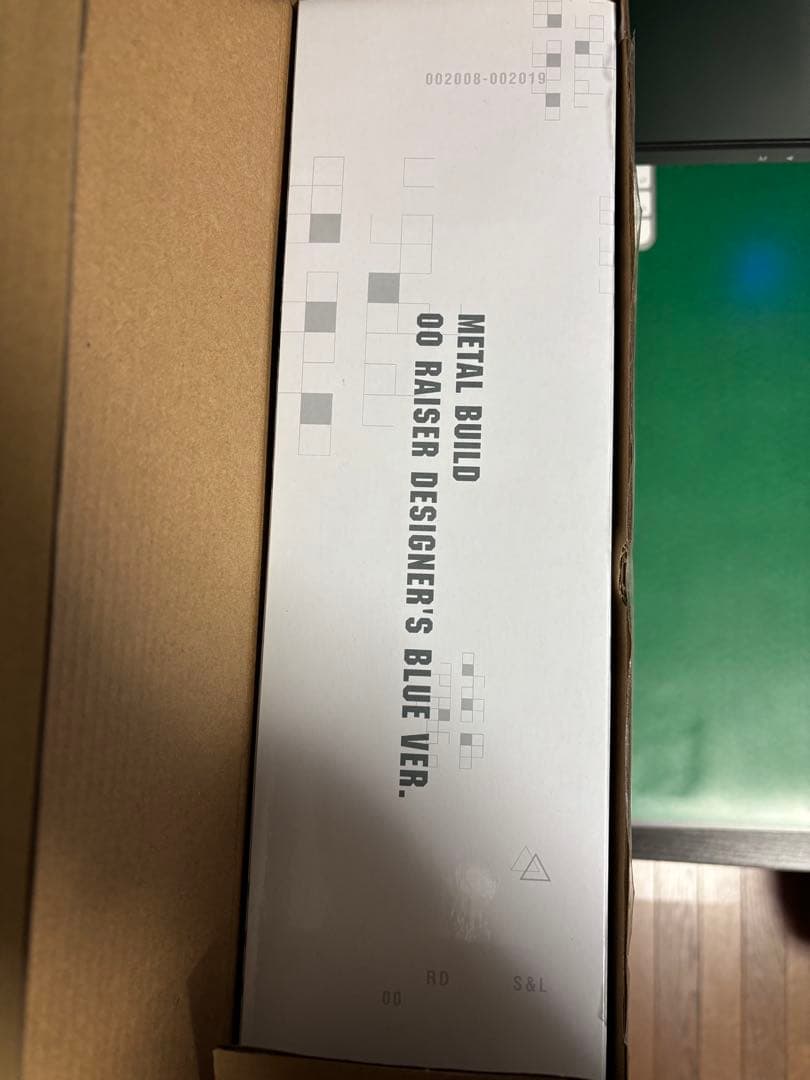 002008-002019
METAL BUILD
00 RAISER DESIGNER'S BLUE VER.
RD
S&L
00